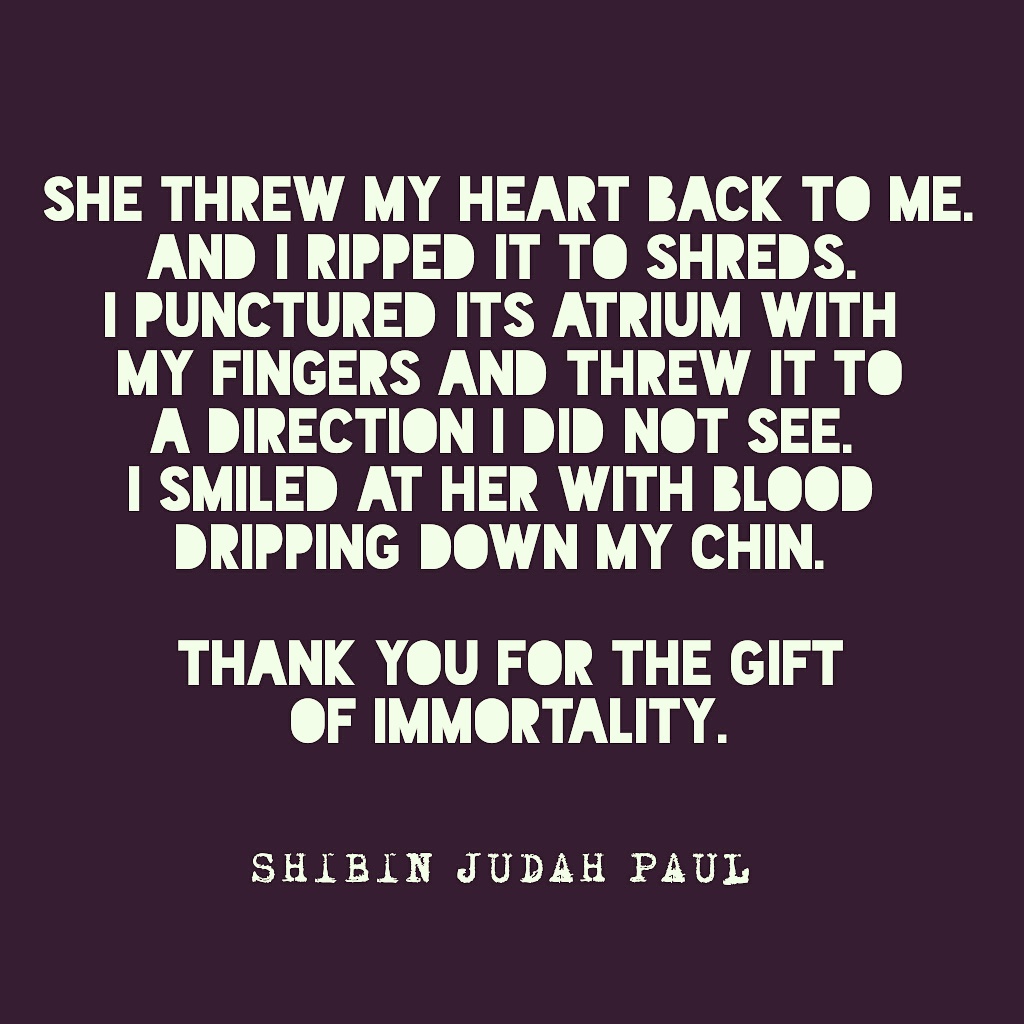 SHE THREW MY HEART BACK TO ME.
AND I RIPPED IT TO SHREDS.
I PUNCTURED ITS ATRIUM WITH
MY FINGERS AND THREW IT TO
A DIRECTION I DID NOT SEE.
I SMILED AT HER WITH BLOOD
DRIPPING DOWN MY CHIN.
THANK YOU FOR THE GIFT
OF IMMORTALITY.
SHIBIN JUDAH PAUL